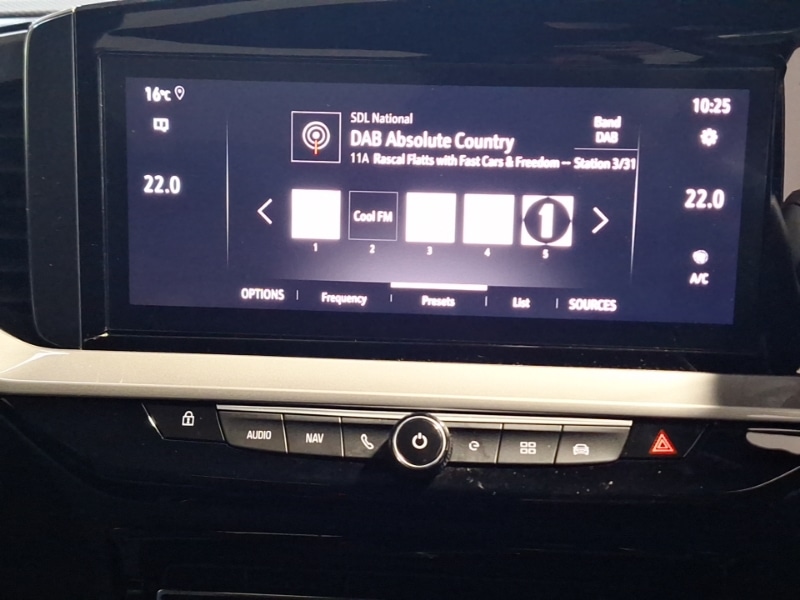 16°C
10:25
SDL National
DAB Absolute Country
Band
DAB
11A Rascal Flatts with Fast Cars & Freedom — Station 3/31
22.0
22.0
Cool FM
1
1 2 3 4 5
A/C
OPTIONS Frequency Presets List SOURCES
AUDIO NAV